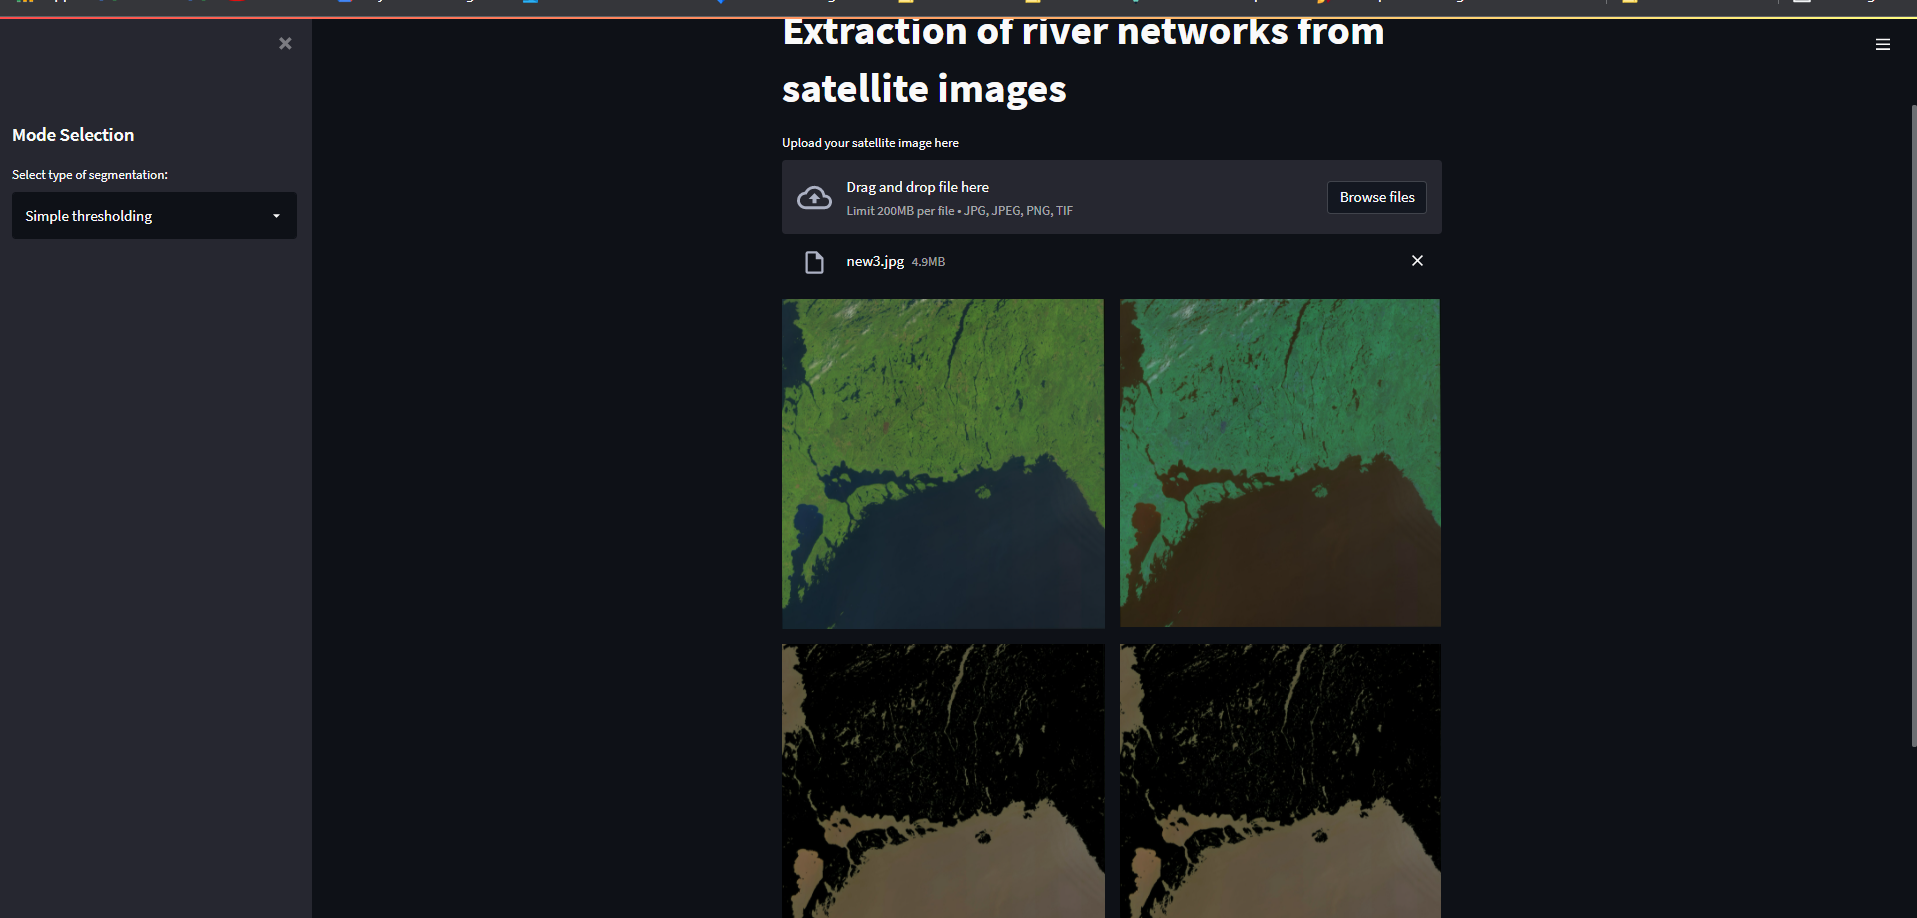 Extraction of river networks from
satellite images
Mode Selection
Select type of segmentation:
Simple thresholding
Upload your satellite image here
Drag and drop file here
Limit 200MB per file • JPG, JPEG, PNG, TIF
Browse files
new3.jpg 4.9MB